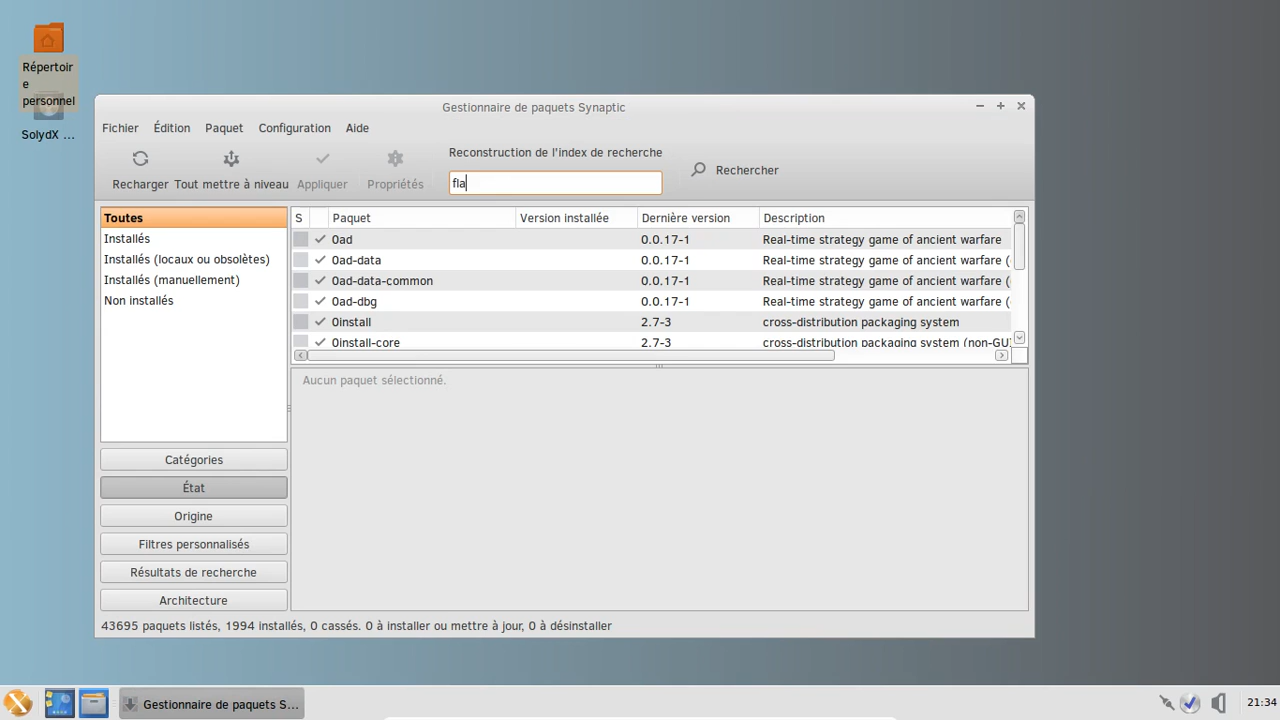 Répertoir
e
personnel
SolydX ...
Gestionnaire de paquets Synaptic
Fichier Édition Paquet Configuration Aide
Reconstruction de l'index de recherche
Recharger Tout mettre à niveau Appliquer Propriétés
fla
Rechercher
Toutes
Installés
Installés (locaux ou obsolètes)
Installés (manuellement)
Non installés
S Paquet Version installée Dernière version Description
0ad 0.0.17-1 Real-time strategy game of ancient warfare
0ad-data 0.0.17-1 Real-time strategy game of ancient warfare (
0ad-data-common 0.0.17-1 Real-time strategy game of ancient warfare (
0ad-dbg 0.0.17-1 Real-time strategy game of ancient warfare (
0install 2.7-3 cross-distribution packaging system
0install-core 2.7-3 cross-distribution packaging system (non-GU
Aucun paquet sélectionné.
Catégories
État
Origine
Filtres personnalisés
Résultats de recherche
Architecture
43695 paquets listés, 1994 installés, 0 cassés. 0 à installer ou mettre à jour, 0 à désinstaller
Gestionnaire de paquets S...
21:34